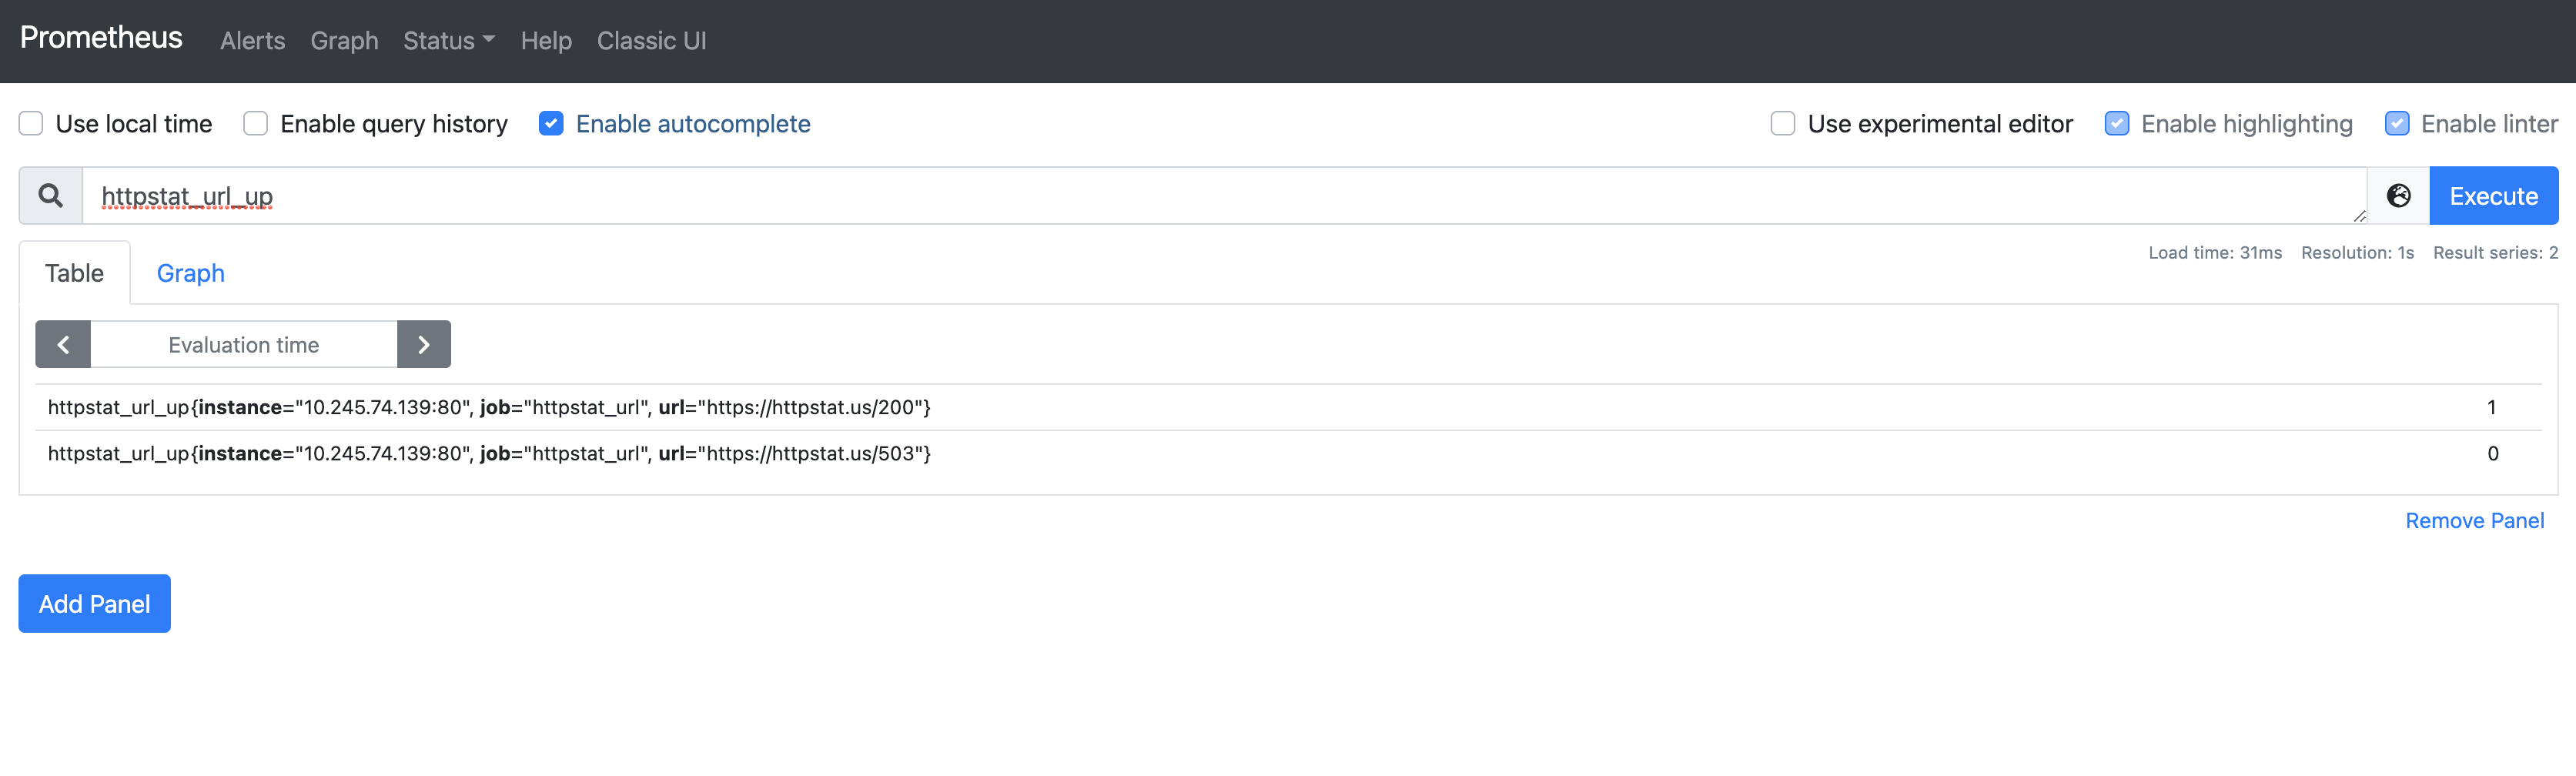 Prometheus Alerts Graph Status Help Classic UI
Use local time Enable query history Enable autocomplete Use experimental editor Enable highlighting Enable linter
httpstat_url_up Execute
Load time: 31ms Resolution: 1s Result series: 2
Table Graph
Evaluation time
httpstat_url_up{instance="10.245.74.139:80", job="httpstat_url", url="https://httpstat.us/200"} 1
httpstat_url_up{instance="10.245.74.139:80", job="httpstat_url", url="https://httpstat.us/503"} 0
Remove Panel
Add Panel